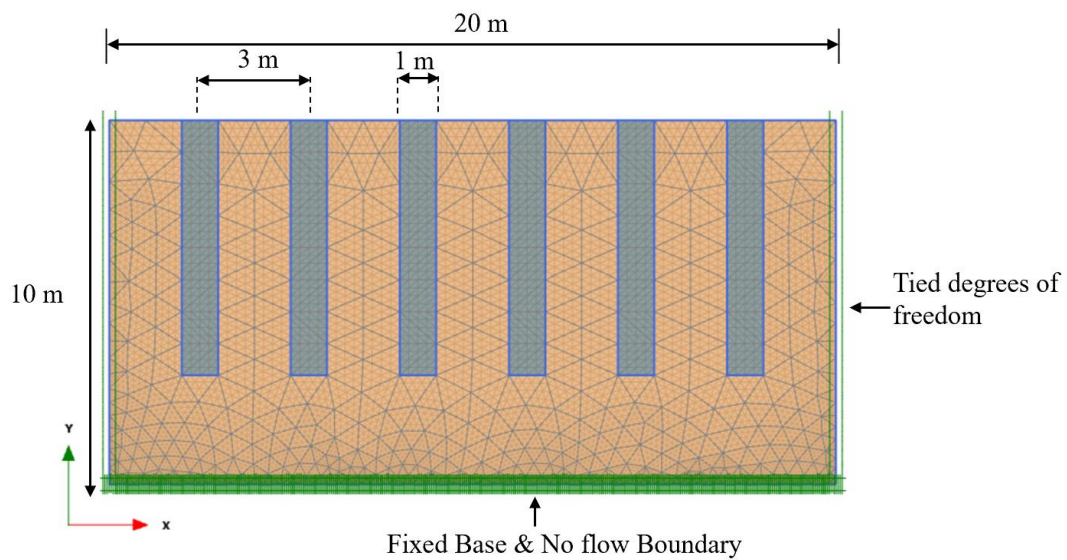 20 m
3 m
1 m
10 m
Tied degrees of
freedom
Y
X
Fixed Base & No flow Boundary